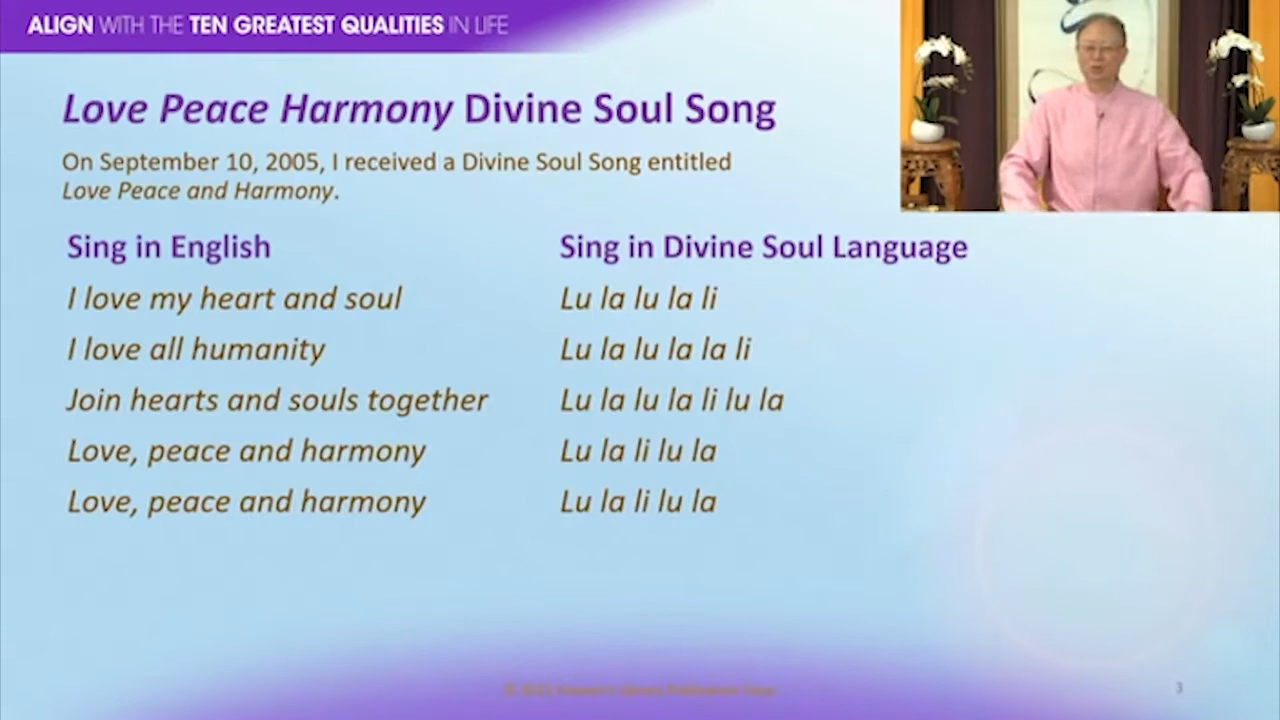 ALIGN WITH THE TEN GREATEST QUALITIES IN LIFE
Love Peace Harmony Divine Soul Song
On September 10, 2005, I received a Divine Soul Song entitled
Love Peace and Harmony.
Sing in English
I love my heart and soul
I love all humanity
Join hearts and souls together
Love, peace and harmony
Love, peace and harmony
Sing in Divine Soul Language
Lu la lu la li
Lu la lu la la li
Lu la lu la li lu la
Lu la li lu la
Lu la li lu la
3